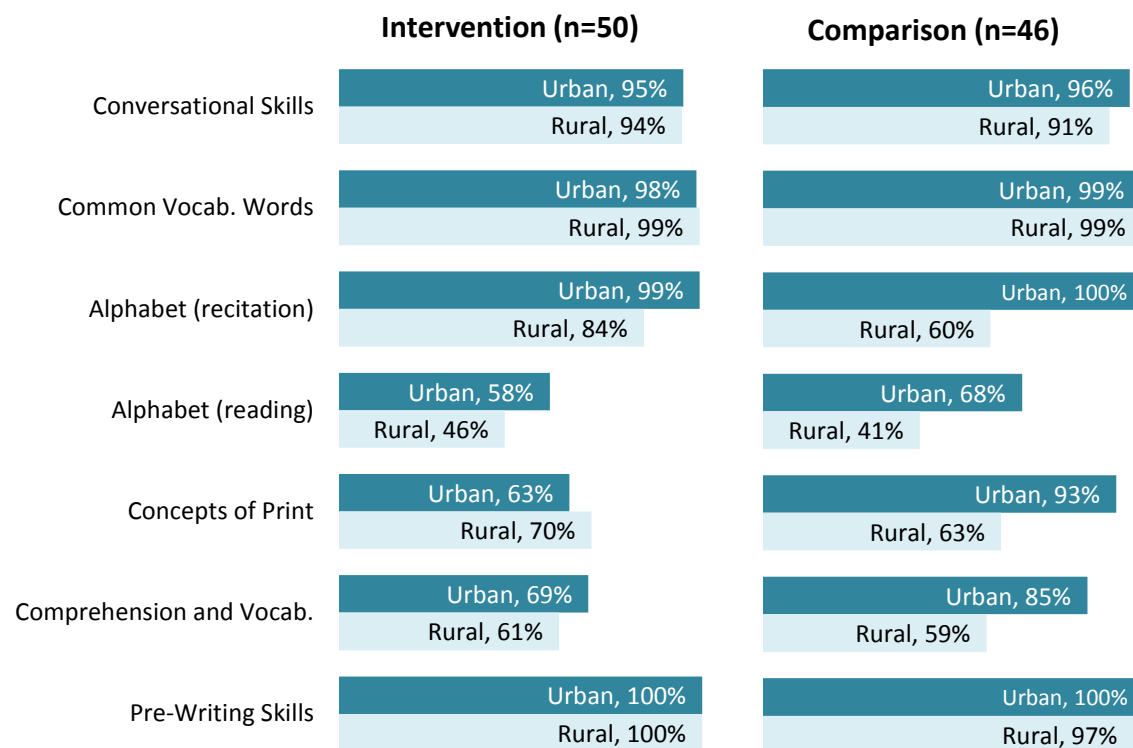 Intervention (n=50)
Comparison (n=46)
Conversational Skills
Urban, 95%
Rural, 94%
Urban, 96%
Rural, 91%
Common Vocab. Words
Urban, 98%
Rural, 99%
Urban, 99%
Rural, 99%
Alphabet (recitation)
Urban, 99%
Rural, 84%
Urban, 100%
Rural, 60%
Alphabet (reading)
Urban, 58%
Rural, 46%
Urban, 68%
Rural, 41%
Concepts of Print
Urban, 63%
Rural, 70%
Urban, 93%
Rural, 63%
Comprehension and Vocab.
Urban, 69%
Rural, 61%
Urban, 85%
Rural, 59%
Pre-Writing Skills
Urban, 100%
Rural, 100%
Urban, 100%
Rural, 97%